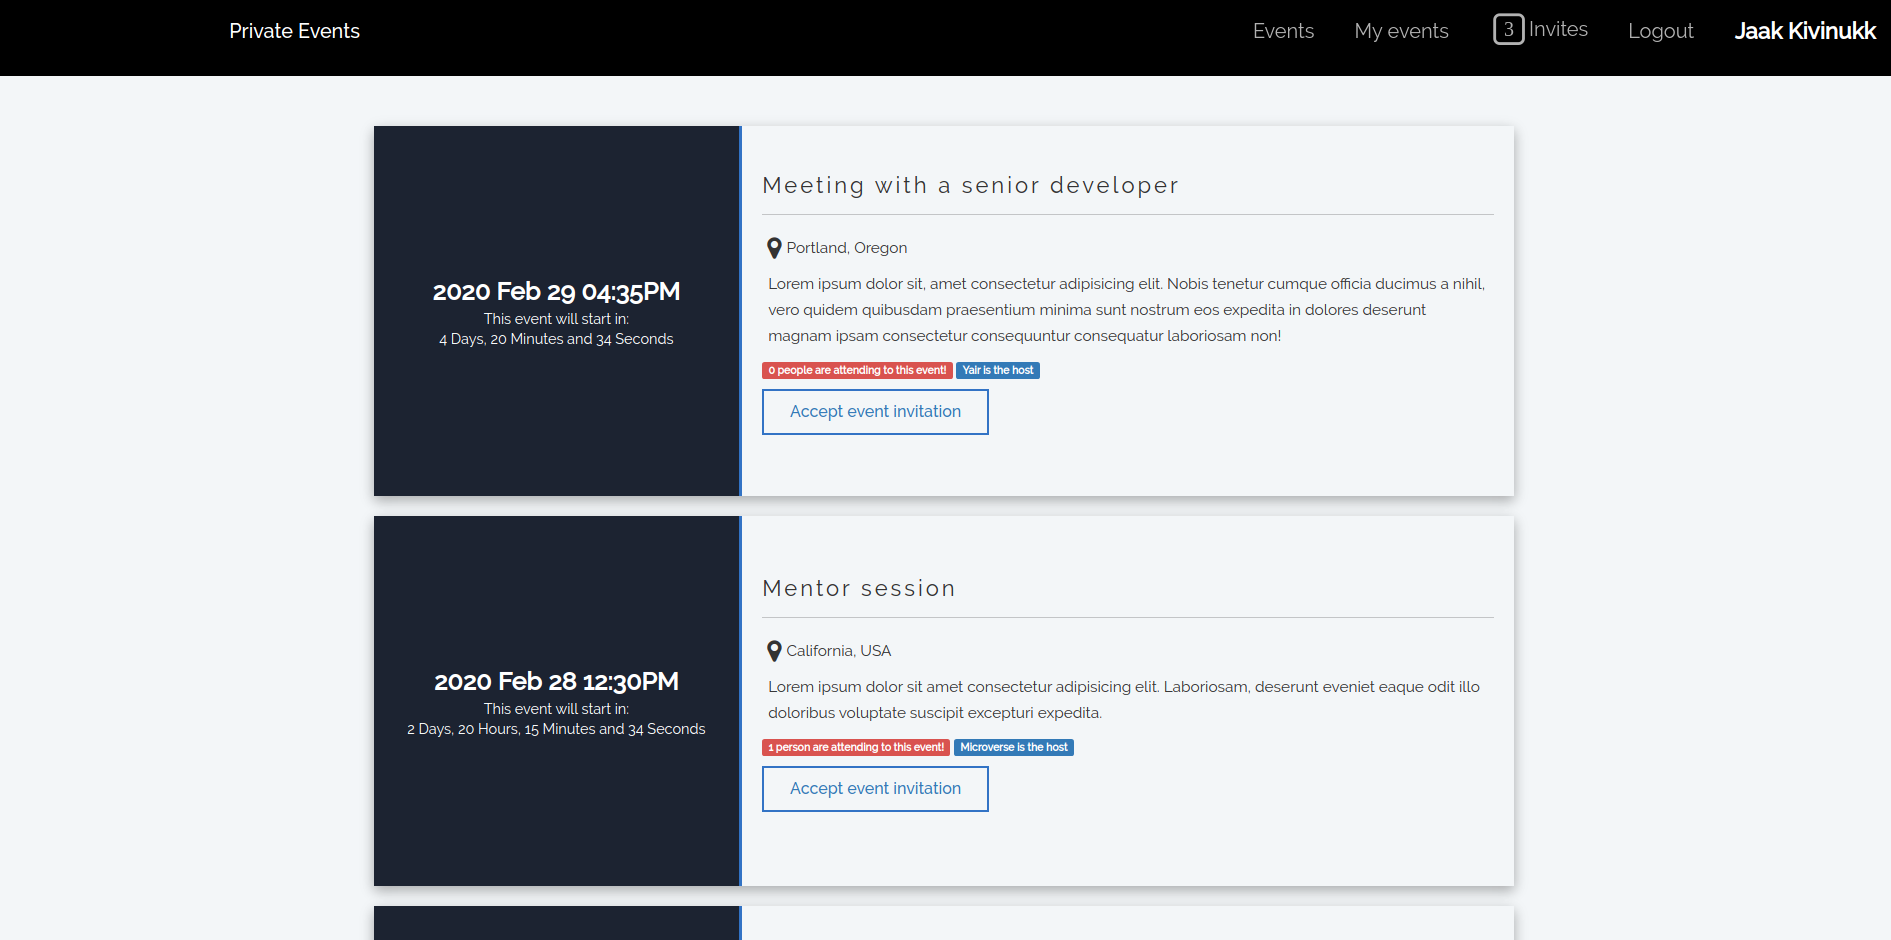 Private Events
Events
My events
3 Invites
Logout
Jaak Kivinukk
2020 Feb 29 04:35PM
This event will start in:
4 Days, 20 Minutes and 34 Seconds
Meeting with a senior developer
Portland, Oregon
Lorem ipsum dolor sit, amet consectetur adipisicing elit. Nobis tenetur cumque officia ducimus a nihil,
vero quidem quibusdam praesentium minima sunt nostrum eos expedita in dolores deserunt
magnam ipsam consectetur consequuntur consequatur laboriosam non!
0 people are attending to this event! Yair is the host
Accept event invitation
2020 Feb 28 12:30PM
This event will start in:
2 Days, 20 Hours, 15 Minutes and 34 Seconds
Mentor session
California, USA
Lorem ipsum dolor sit amet consectetur adipisicing elit. Laboriosam, deserunt eveniet eaque odit illo
doloribus voluptate suscipit excepturi expedita.
1 person are attending to this event! Microverse is the host
Accept event invitation